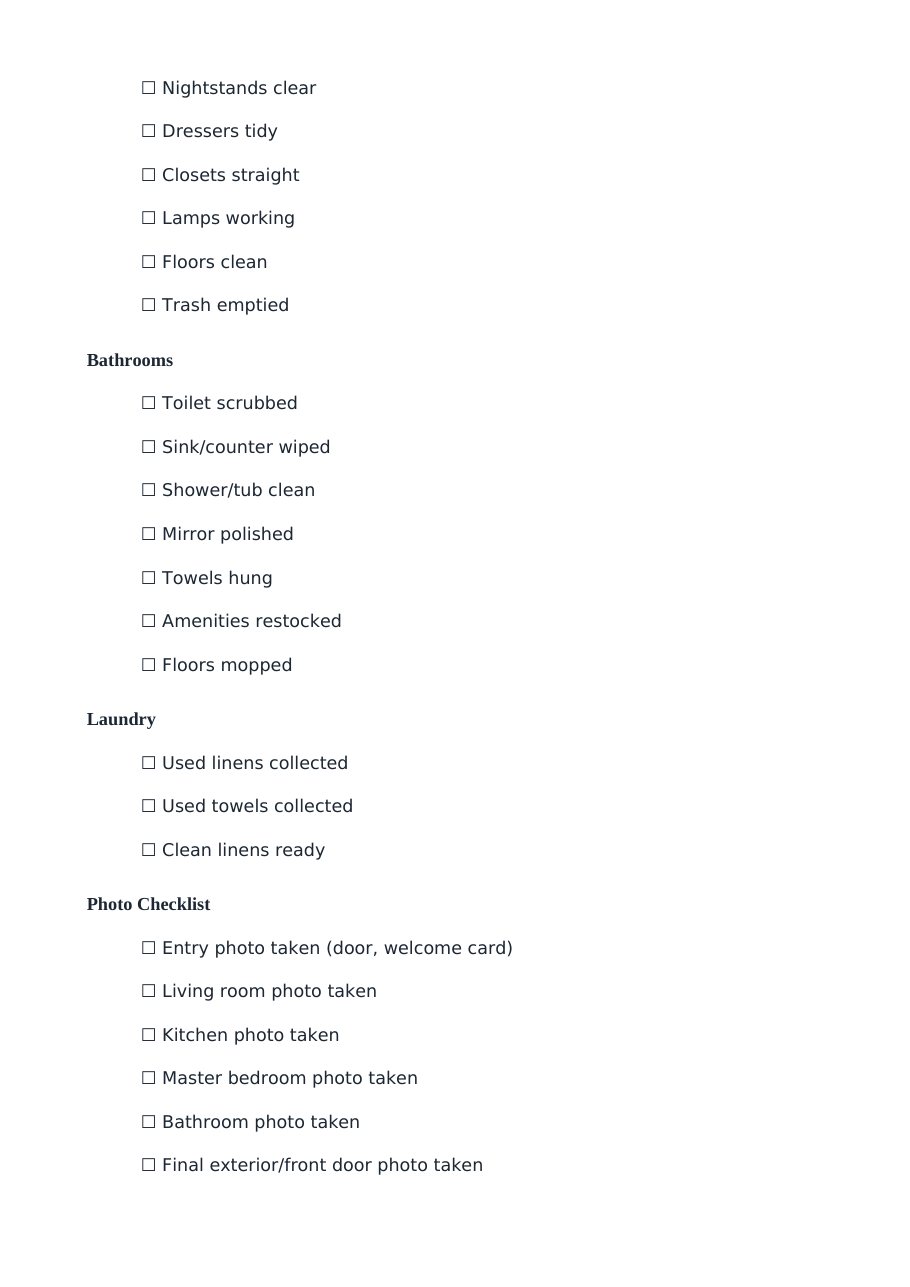 ☐ Nightstands clear
☐ Dressers tidy
☐ Closets straight
☐ Lamps working
☐ Floors clean
☐ Trash emptied
Bathrooms
☐ Toilet scrubbed
☐ Sink/counter wiped
☐ Shower/tub clean
☐ Mirror polished
☐ Towels hung
☐ Amenities restocked
☐ Floors mopped
Laundry
☐ Used linens collected
☐ Used towels collected
☐ Clean linens ready
Photo Checklist
☐ Entry photo taken (door, welcome card)
☐ Living room photo taken
☐ Kitchen photo taken
☐ Master bedroom photo taken
☐ Bathroom photo taken
☐ Final exterior/front door photo taken